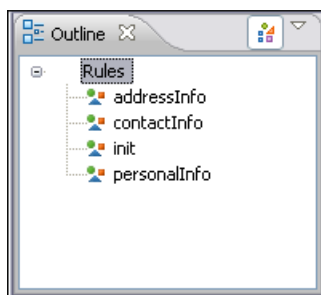 Outline
Rules
addressInfo
contactInfo
init
personalInfo